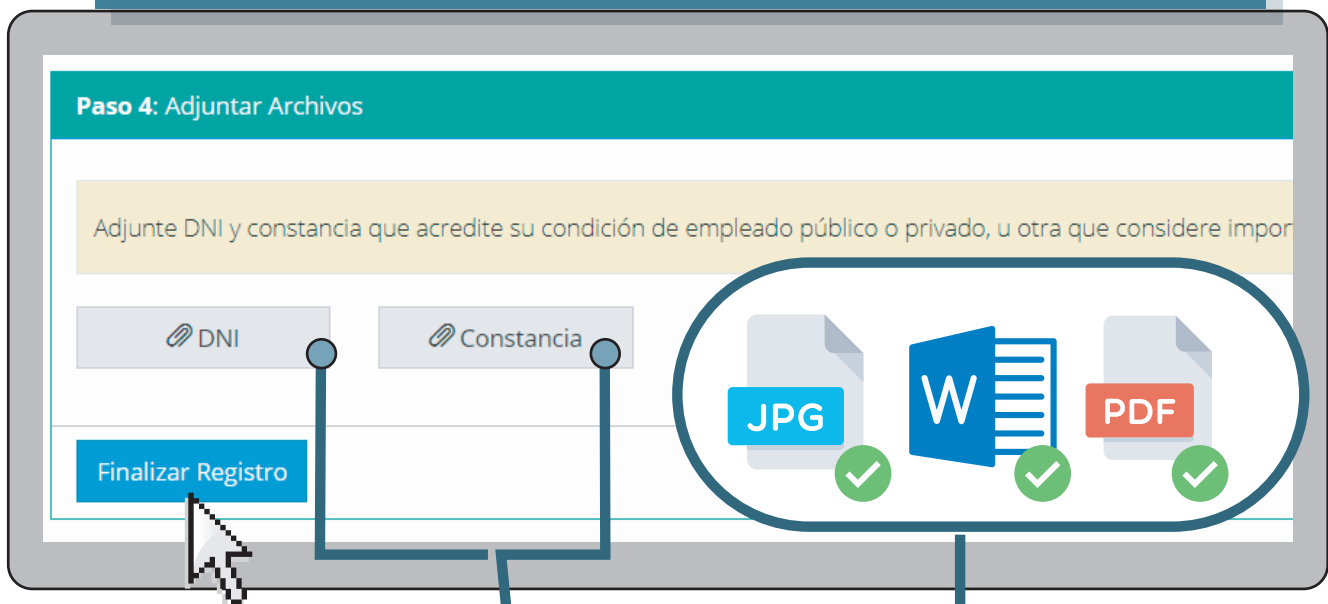 Paso 4: Adjuntar Archivos
Adjunte DNI y constancia que acredite su condición de empleado público o privado, u otra que considere impor
DNI
Constancia
JPG
W
PDF
Finalizar Registro